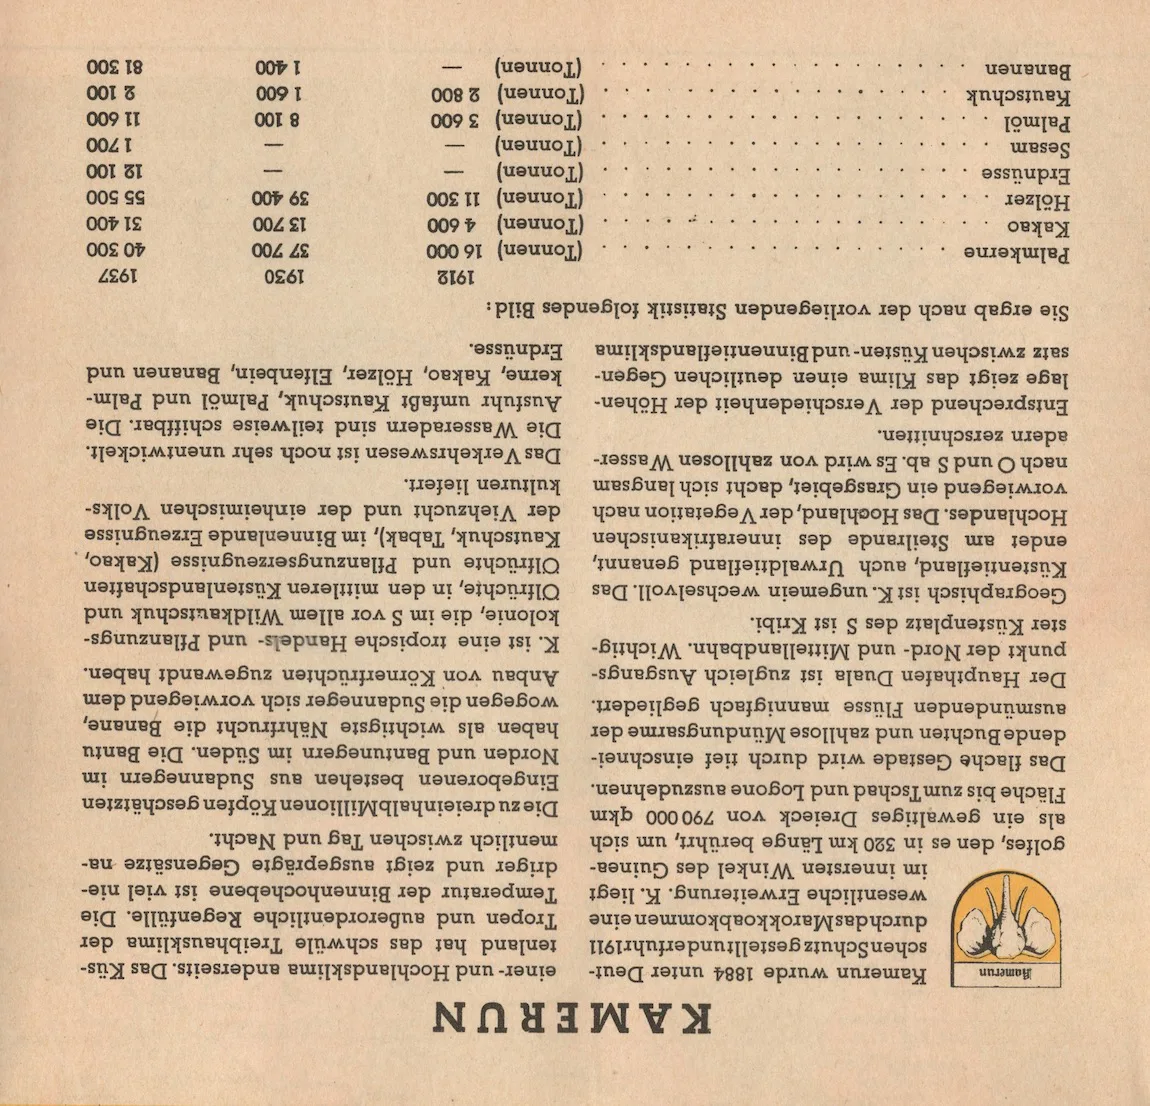 KAMERUN
Kamerun
Kamerun wurde 1884 unter Deut-
schen Schutz gestellt und erfuhr 1911
durch das Marokkoabkommen eine
wesentliche Erweiterung. K. liegt
im innersten Winkel des Guinea-
golfes, den es in 320 km Länge berührt, um sich
als ein gewaltiges Dreieck von 790 000 qkm
Fläche bis zum Tschad und Logone auszudehnen.
Das flache Gestade wird durch tief einschnei-
dende Buchten und zahllose Mündungsarme der
ausmündenden Flüsse mannigfach gegliedert.
Der Haupthafen Duala ist zugleich Ausgangs-
punkt der Nord- und Mittellandbahn. Wichtig-
ster Küstenplatz des S ist Kribi.
Geographisch ist K. ungemein wechselvoll. Das
Küstentiefland, auch Urwaldtiefland genannt,
endet am Steilrande des innerafrikanischen
Hochlandes. Das Hochland, der Vegetation nach
vorwiegend ein Grasgebiet, dacht sich langsam
nach O und S ab. Es wird von zahllosen Wasser-
adern zerschnitten.
Entsprechend der Verschiedenheit der Höhen-
lage zeigt das Klima einen deutlichen Gegen-
satz zwischen Küsten- und Binnentieflandsklima
einer- und Hochlandsklima anderseits. Das Küs-
tenland hat das schwüle Treibhausklima der
Tropen und außerordentliche Regenfülle. Die
Temperatur der Binnenhochebene ist viel nie-
driger und zeigt ausgeprägte Gegensätze na-
mentlich zwischen Tag und Nacht.
Die zu dreieinhalb Millionen Köpfen geschätzten
Eingeborenen bestehen aus Sudannegern im
Norden und Bantunegern im Süden. Die Bantu
haben als wichtigste Nährfrucht die Banane,
wogegen die Sudanneger sich vorwiegend dem
Anbau von Körnerfrüchten zugewandt haben.
K. ist eine tropische Handels- und Pflanzungs-
kolonie, die im S vor allem Wildkautschuk und
Ölfrüchte, in den mittleren Küstenlandschaften
Ölfrüchte und Pflanzungserzeugnisse (Kakao,
Kautschuk, Tabak), im Binnenlande Erzeugnisse
der Viehzucht und der einheimischen Volks-
kulturen liefert.
Das Verkehrswesen ist noch sehr unentwickelt.
Die Wasseradern sind teilweise schiffbar. Die
Ausfuhr umfaßt Kautschuk, Palmöl und Palm-
kerne, Kakao, Hölzer, Elfenbein, Bananen und
Erdnüsse.
Sie ergab nach der vorliegenden Statistik folgendes Bild:
1912 1930 1937
Palmkerne . . . . . . . . . . . . . . . . (Tonnen) 16 000 37 700 40 300
Kakao . . . . . . . . . . . . . . . . . . (Tonnen) 4 600 13 700 31 400
Hölzer . . . . . . . . . . . . . . . . . . (Tonnen) 11 300 39 400 55 500
Erdnüsse . . . . . . . . . . . . . . . . . (Tonnen) — — 12 100
Sesam . . . . . . . . . . . . . . . . . . (Tonnen) — — 1 700
Palmöl . . . . . . . . . . . . . . . . . . (Tonnen) 3 600 8 100 11 600
Kautschuk . . . . . . . . . . . . . . . . (Tonnen) 2 800 1 600 2 100
Bananen . . . . . . . . . . . . . . . . . (Tonnen) — 1 400 81 300